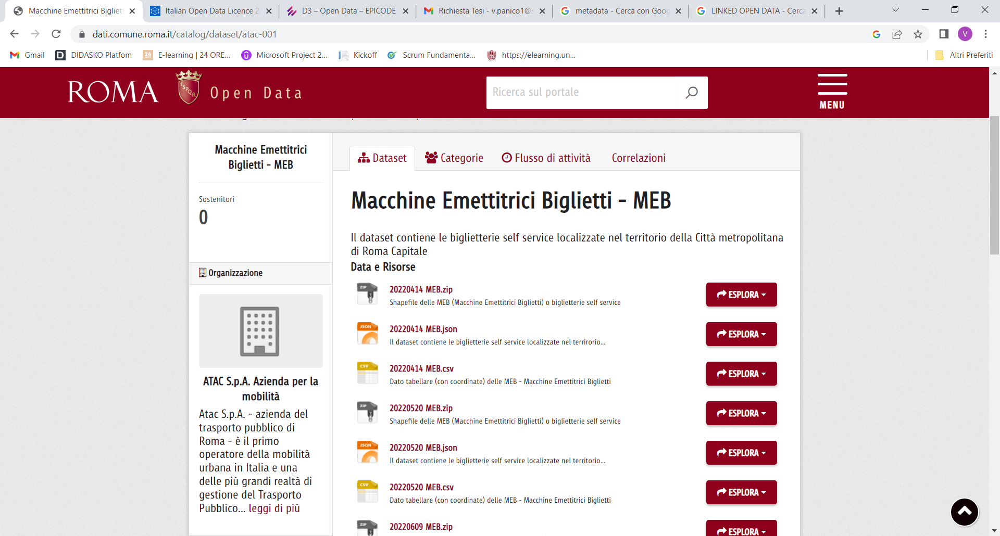 Macchine Emettitrici Bigliett
Italian Open Data Licence 2.
D3 – Open Data – EPICODE
Richiesta Tesi - v.panico1@s
metadata - Cerca con Goog
LINKED OPEN DATA - Cerca
dati.comune.roma.it/catalog/dataset/atac-001
V
Gmail
DIDASKO Platfom
E-learning | 24 ORE...
Microsoft Project 2...
Kickoff
Scrum Fundamenta...
https://elearning.un...
Altri Preferiti
ROMA
SPQR
Open Data
Ricerca sul portale
MENU
Macchine Emettitrici
Biglietti - MEB
Sostenitori
0
Organizzazione
ATAC S.p.A. Azienda per la
mobilità
Atac S.p.A. - azienda del
trasporto pubblico di
Roma - è il primo
operatore della mobilità
urbana in Italia e una
delle più grandi realtà di
gestione del Trasporto
Pubblico... leggi di più
Dataset
Categorie
Flusso di attività
Correlazioni
Macchine Emettitrici Biglietti - MEB
Il dataset contiene le biglietterie self service localizzate nel territorio della Città metropolitana
di Roma Capitale
Data e Risorse
ZIP
20220414 MEB.zip
Shapefile delle MEB (Macchine Emettitrici Biglietti) o biglietterie self service
ESPLORA
JSON
20220414 MEB.json
Il dataset contiene le biglietterie self service localizzate nel terrirorio...
ESPLORA
CSV
20220414 MEB.csv
Dato tabellare (con coordinate) delle MEB - Macchine Emettitrici Biglietti
ESPLORA
ZIP
20220520 MEB.zip
Shapefile delle MEB (Macchine Emettitrici Biglietti) o biglietterie self service
ESPLORA
JSON
20220520 MEB.json
Il dataset contiene le biglietterie self service localizzate nel territorio...
ESPLORA
CSV
20220520 MEB.csv
Dato tabellare (con coordinate) delle MEB - Macchine Emettitrici Biglietti
ESPLORA
ZIP
20220609 MEB.zip
ESPLORA